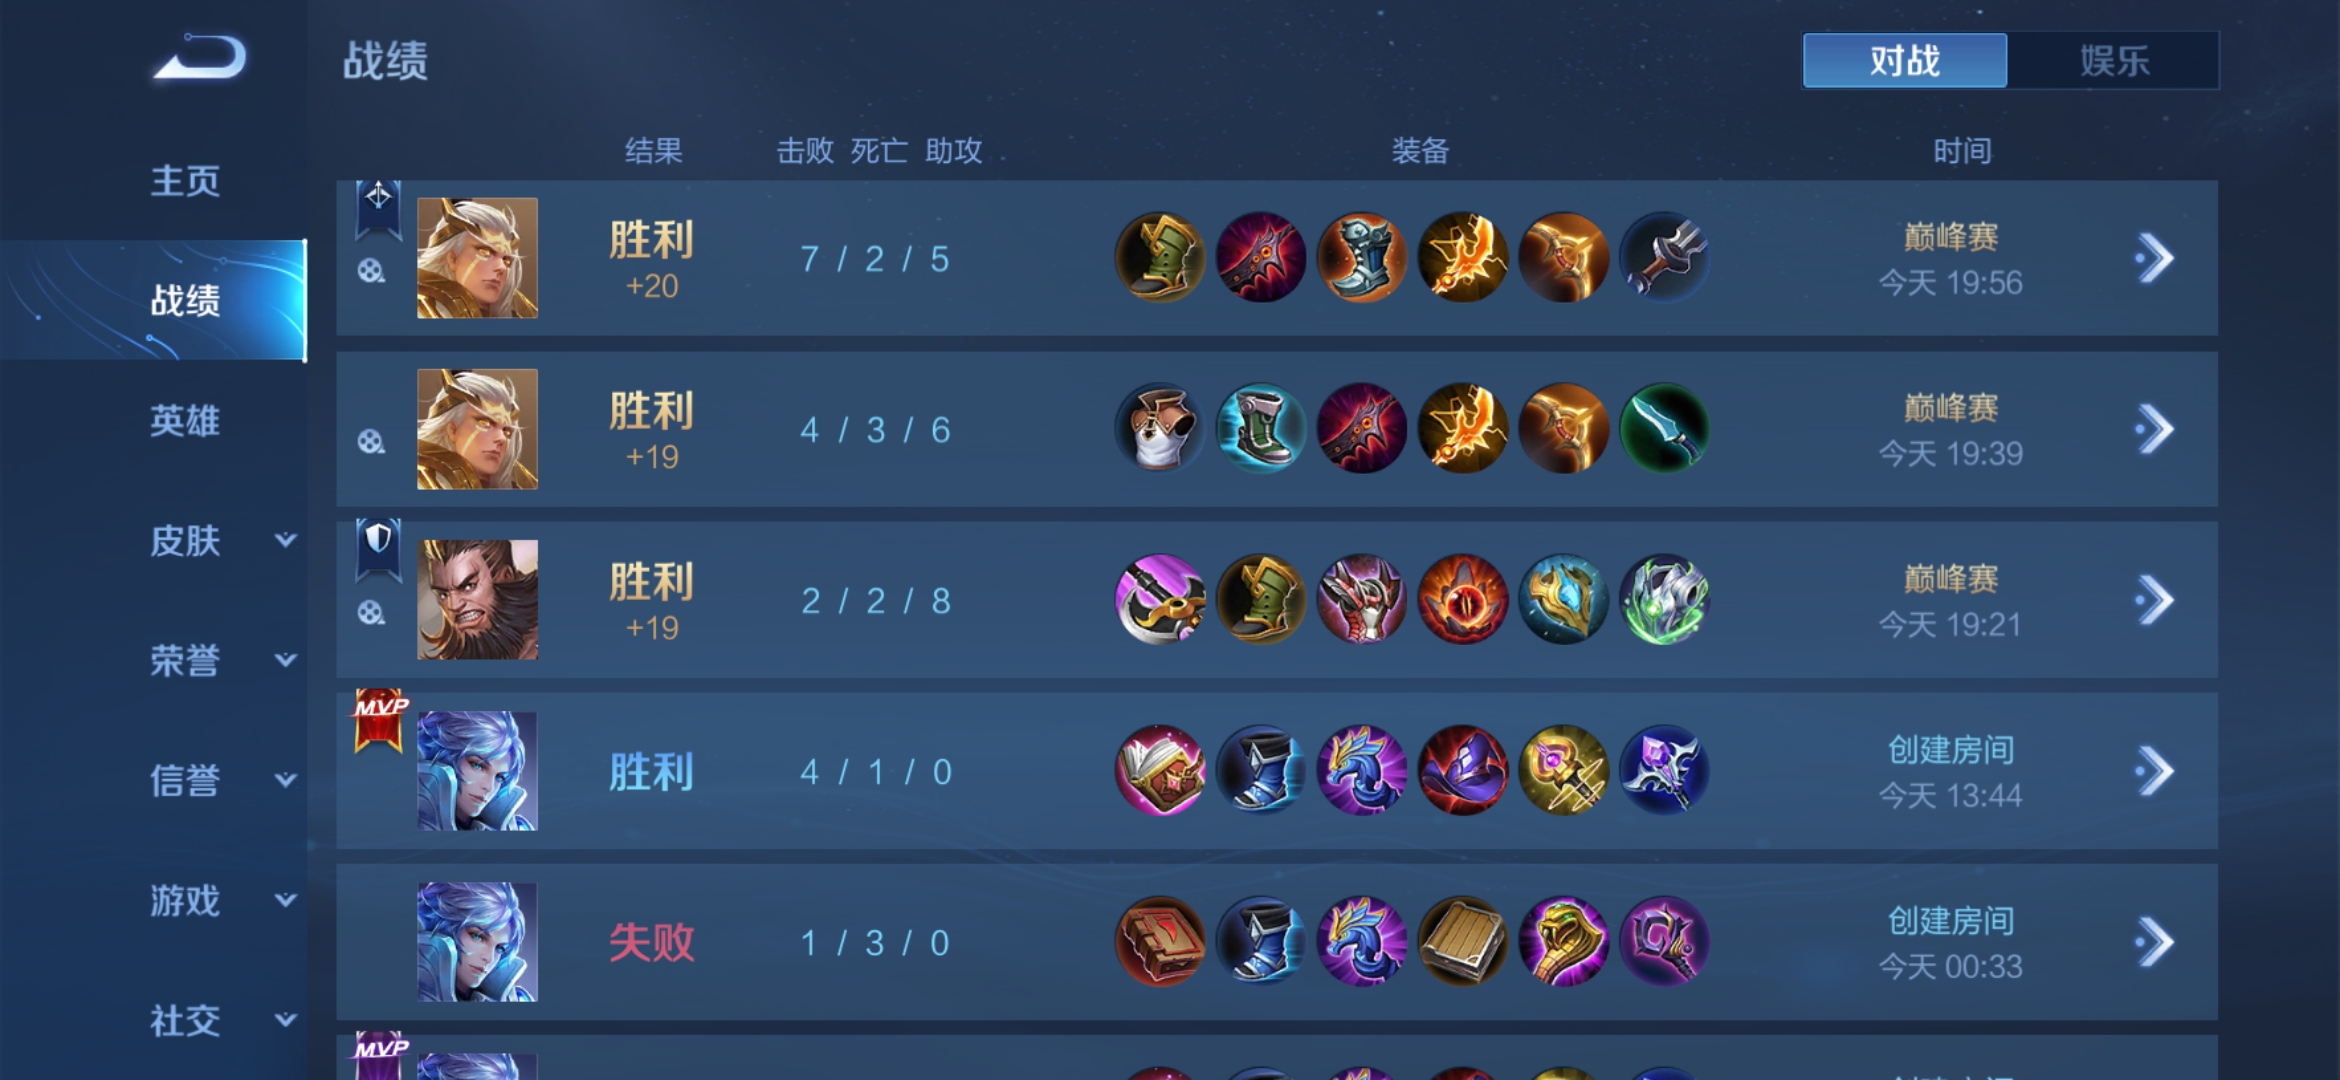 战绩
对战 娱乐
主页
战绩
英雄
皮肤
荣誉
信誉
游戏
社交
结果 击败 死亡 助攻 装备 时间
胜利 +20 7 / 2 / 5 巅峰赛 今天 19:56
胜利 +19 4 / 3 / 6 巅峰赛 今天 19:39
胜利 +19 2 / 2 / 8 巅峰赛 今天 19:21
MVP 胜利 4 / 1 / 0 创建房间 今天 13:44
失败 1 / 3 / 0 创建房间 今天 00:33
MVP